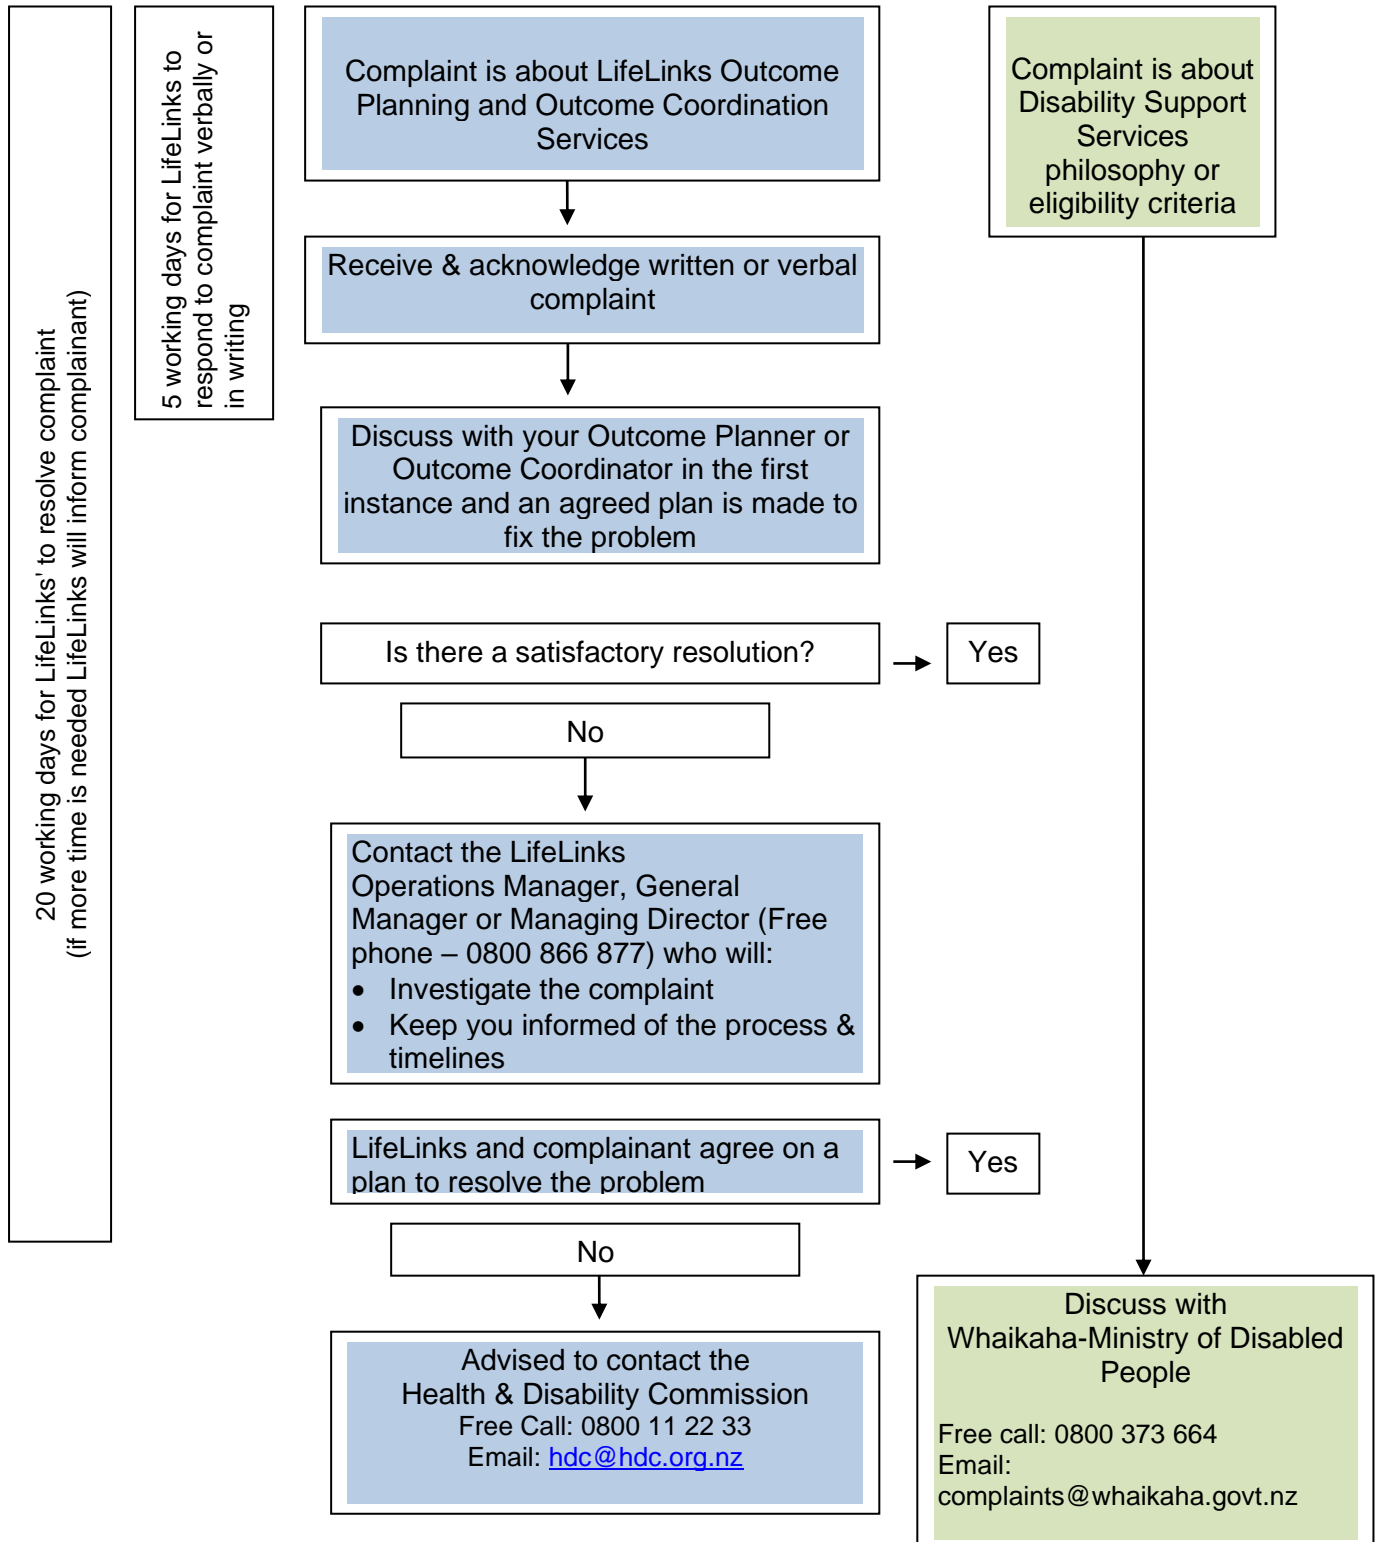 20 working days for LifeLinks' to resolve complaint
(if more time is needed LifeLinks will inform complainant)
5 working days for LifeLinks to
respond to complaint verbally or
in writing
Complaint is about LifeLinks Outcome
Planning and Outcome Coordination
Services
Complaint is about
Disability Support
Services
philosophy or
eligibility criteria
Receive & acknowledge written or verbal
complaint
Discuss with your Outcome Planner or
Outcome Coordinator in the first
instance and an agreed plan is made to
fix the problem
Is there a satisfactory resolution?
Yes
No
Contact the LifeLinks
Operations Manager, General
Manager or Managing Director (Free
phone – 0800 866 877) who will:
• Investigate the complaint
• Keep you informed of the process &
timelines
LifeLinks and complainant agree on a
plan to resolve the problem
Yes
No
Advised to contact the
Health & Disability Commission
Free Call: 0800 11 22 33
Email: hdc@hdc.org.nz
Discuss with
Whaikaha-Ministry of Disabled
People
Free call: 0800 373 664
Email:
complaints@whaikaha.govt.nz